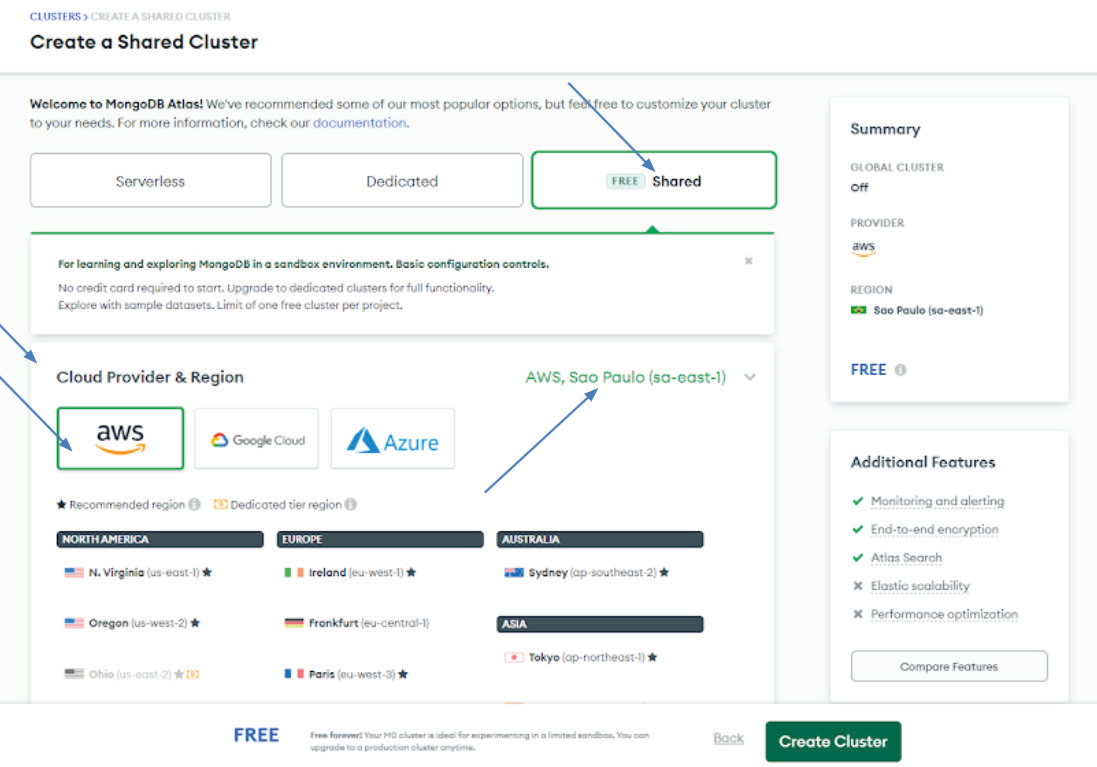 CLUSTERS > CREATE A SHARED CLUSTER
Create a Shared Cluster
Welcome to MongoDB Atlas! We've recommended some of our most popular options, but feel free to customize your cluster
to your needs. For more information, check our documentation.
Serverless
Dedicated
FREE Shared
For learning and exploring MongoDB in a sandbox environment. Basic configuration controls.
No credit card required to start. Upgrade to dedicated clusters for full functionality.
Explore with sample datasets. Limit of one free cluster per project.
Cloud Provider & Region
AWS, Sao Paulo (sa-east-1)
aws
Google Cloud
Azure
Recommended region
Dedicated tier region
NORTH AMERICA
N. Virginia (us-east-1)
Oregon (us-west-2)
Ohio (us-east-2)
EUROPE
Ireland (eu-west-1)
Frankfurt (eu-central-1)
Paris (eu-west-3)
AUSTRALIA
Sydney (ap-southeast-2)
ASIA
Tokyo (ap-northeast-1)
Summary
GLOBAL CLUSTER
Off
PROVIDER
aws
REGION
Sao Paulo (sa-east-1)
FREE
Additional Features
Monitoring and alerting
End-to-end encryption
Atlas Search
Elastic scalability
Performance optimization
Compare Features
FREE
Free forever! Your M0 cluster is ideal for experimenting in a limited sandbox. You can
upgrade to a production cluster anytime.
Back
Create Cluster